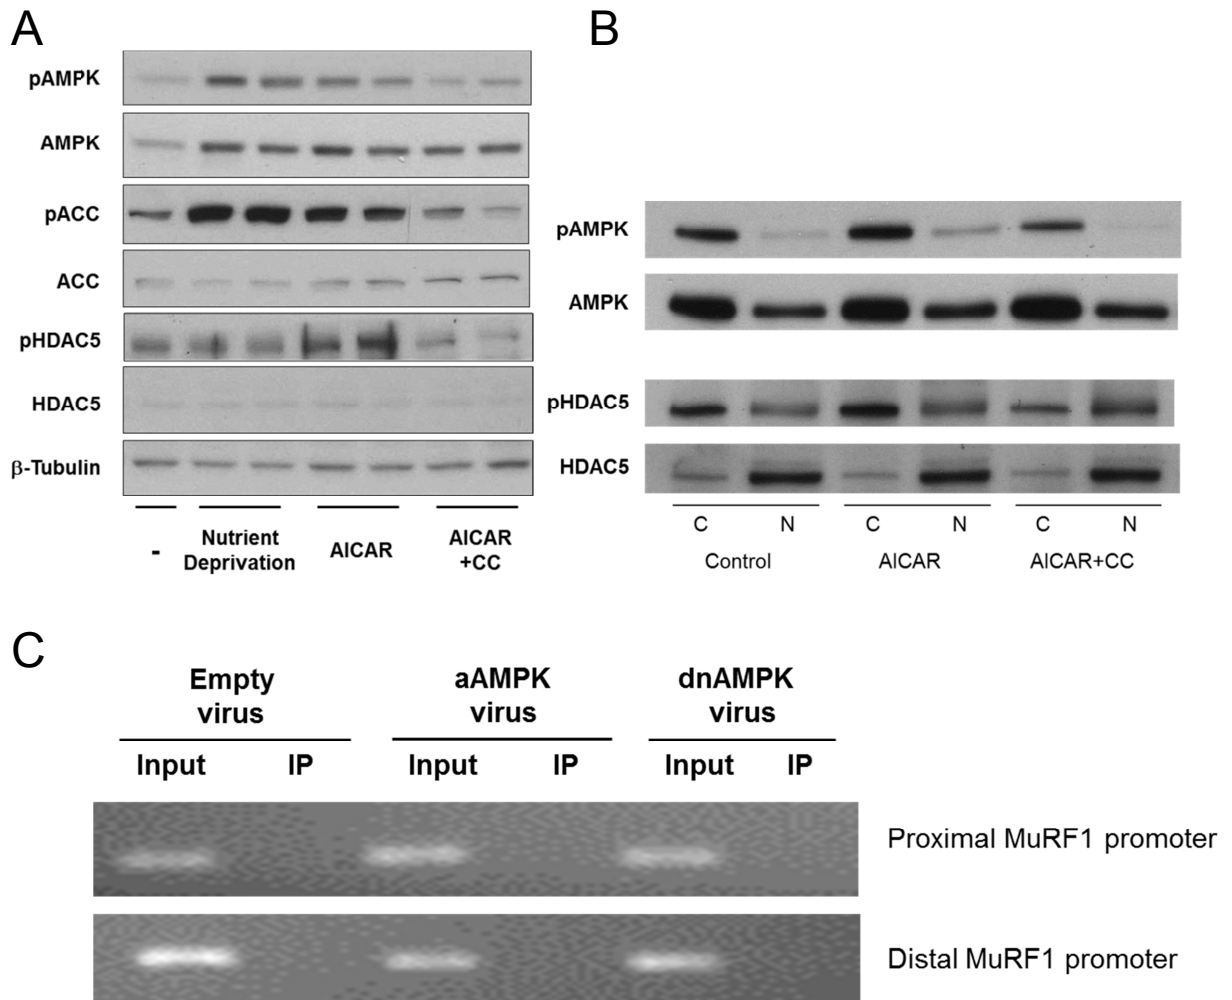 A
pAMPK
AMPK
pACC
ACC
pHDAC5
HDAC5
β-Tubulin
-
Nutrient
Deprivation
AICAR
AICAR
+CC
B
pAMPK
AMPK
pHDAC5
HDAC5
C N C N C N
Control AICAR AICAR+CC
C
Empty
virus
aAMPK
virus
dnAMPK
virus
Input IP Input IP Input IP
Proximal MuRF1 promoter
Distal MuRF1 promoter